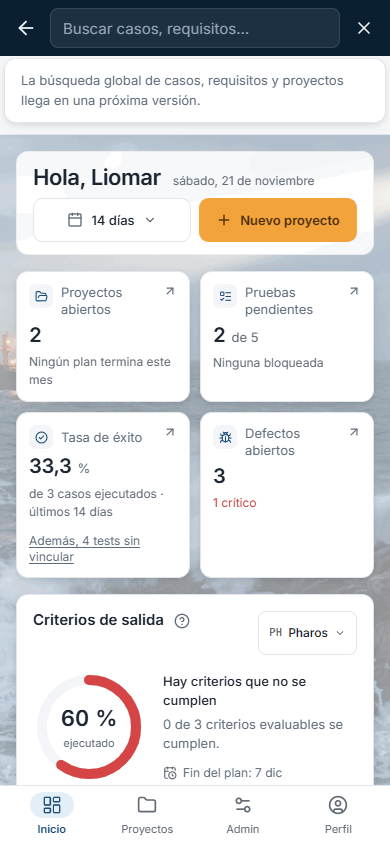 Buscar casos, requisitos...
La búsqueda global de casos, requisitos y proyectos
llega en una próxima versión.
Hola, Liomar
sábado, 21 de noviembre
14 días
Nuevo proyecto
Proyectos
abiertos
2
Ningún plan termina este
mes
Pruebas
pendientes
2 de 5
Ninguna bloqueada
Tasa de éxito
33,3 %
de 3 casos ejecutados ·
últimos 14 días
Además, 4 tests sin
vincular
Defectos
abiertos
3
1 crítico
Criterios de salida
PH Pharos
60 %
ejecutado
Hay criterios que no se
cumplen
0 de 3 criterios evaluables se
cumplen.
Fin del plan: 7 dic
Inicio
Proyectos
Admin
Perfil